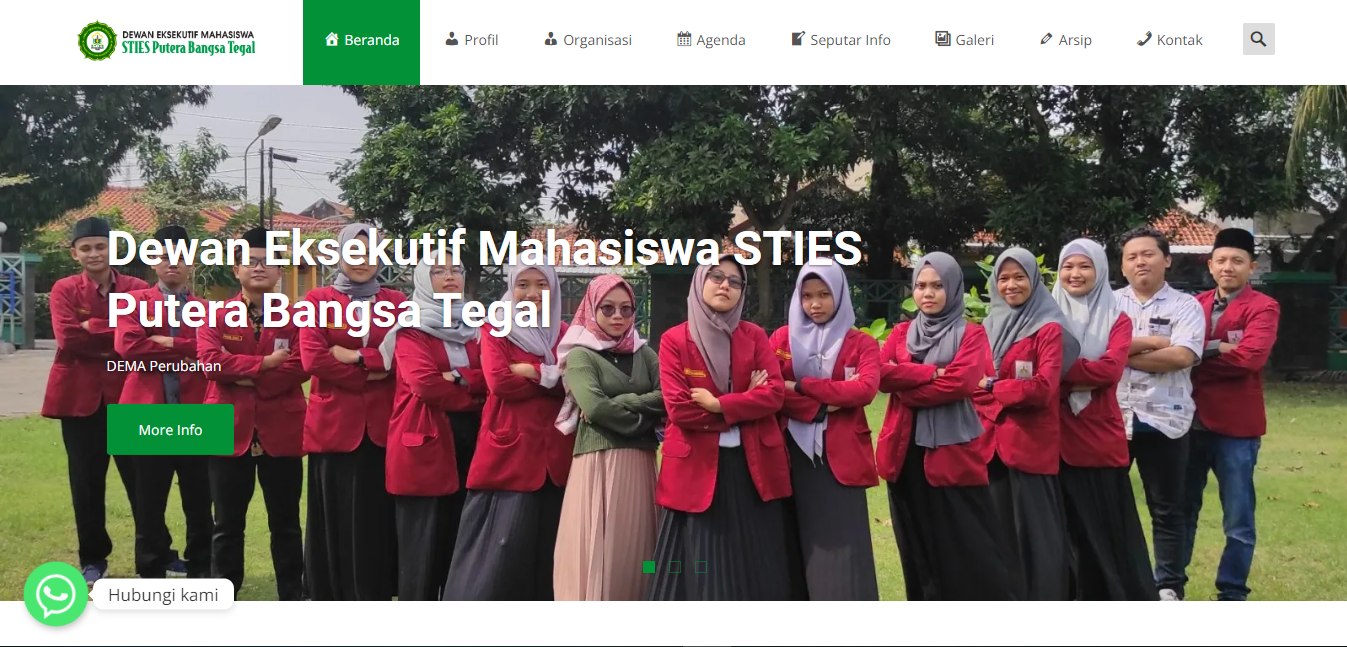 DEWAN EKSEKUTIF MAHASISWA
STIES Putera Bangsa Tegal
Beranda
Profil
Organisasi
Agenda
Seputar Info
Galeri
Arsip
Kontak
Dewan Eksekutif Mahasiswa STIES
Putera Bangsa Tegal
DEMA Perubahan
More Info
Hubungi kami